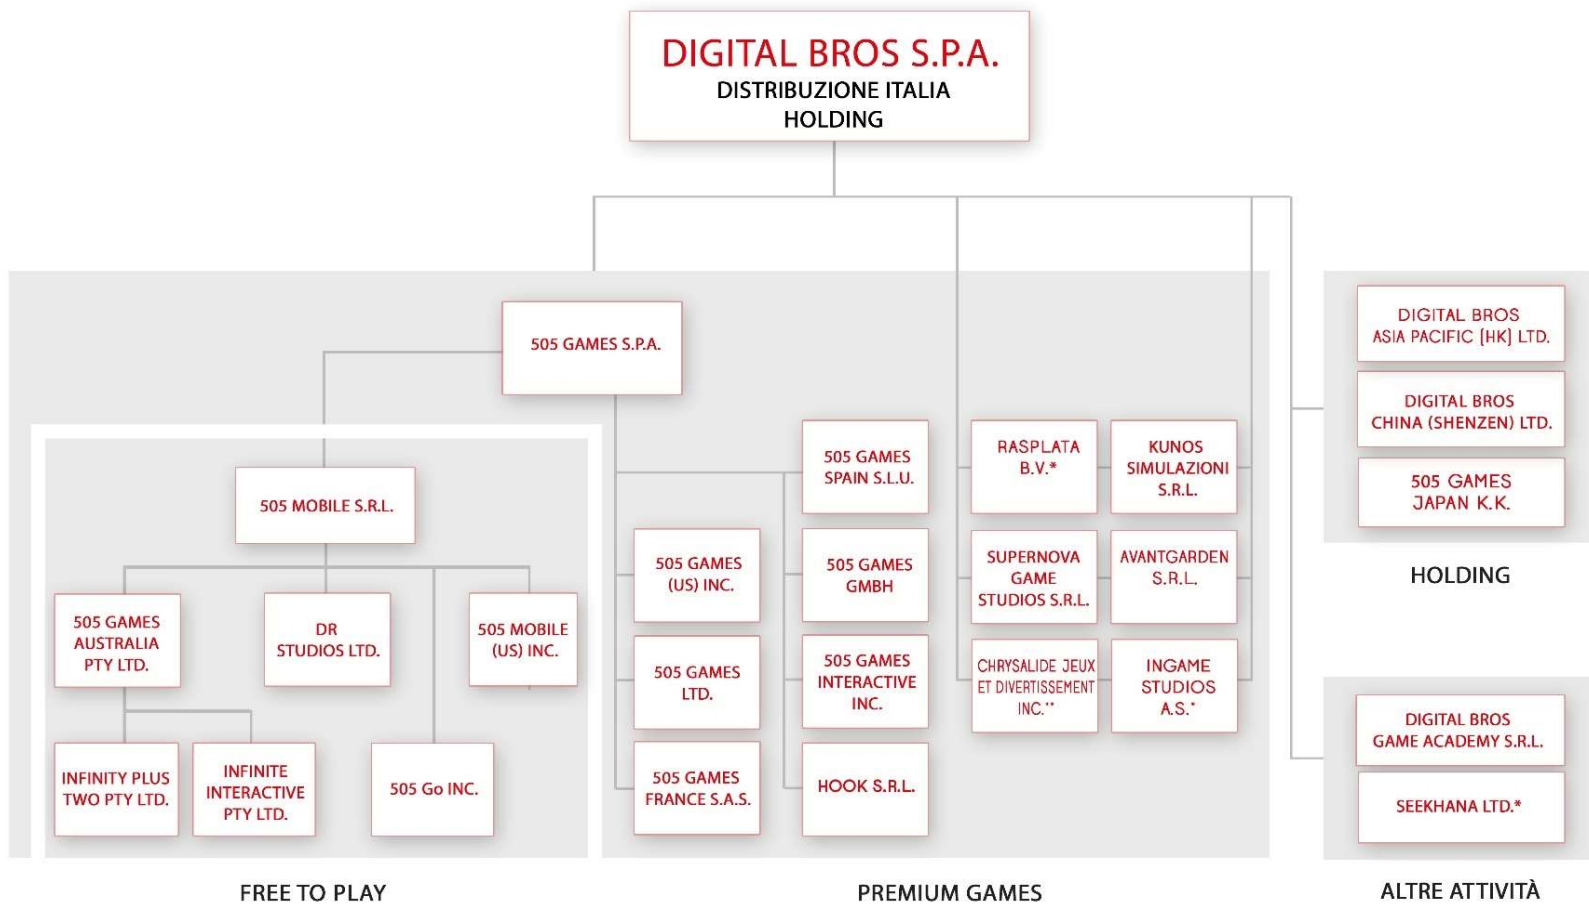 DIGITAL BROS S.P.A.
DISTRIBUZIONE ITALIA
HOLDING
505 GAMES S.P.A.
505 MOBILE S.R.L.
505 GAMES
AUSTRALIA
PTY LTD.
DR
STUDIOS LTD.
505 MOBILE
(US) INC.
INFINITY PLUS
TWO PTY LTD.
INFINITE
INTERACTIVE
PTY LTD.
505 Go INC.
FREE TO PLAY
505 GAMES
(US) INC.
505 GAMES
LTD.
505 GAMES
FRANCE S.A.S.
505 GAMES
SPAIN S.L.U.
505 GAMES
GMBH
505 GAMES
INTERACTIVE
INC.
HOOK S.R.L.
RASPLATA
B.V.*
KUNOS
SIMULAZIONI
S.R.L.
SUPERNOVA
GAME
STUDIOS S.R.L.
AVANTGARDEN
S.R.L.
CHRYSALIDE JEUX
ET DIVERTISSEMENT
INC.**
INGAME
STUDIOS
A.S.*
PREMIUM GAMES
DIGITAL BROS
ASIA PACIFIC (HK) LTD.
DIGITAL BROS
CHINA (SHENZEN) LTD.
505 GAMES
JAPAN K.K.
HOLDING
DIGITAL BROS
GAME ACADEMY S.R.L.
SEEKHANA LTD.*
ALTRE ATTIVITÀ